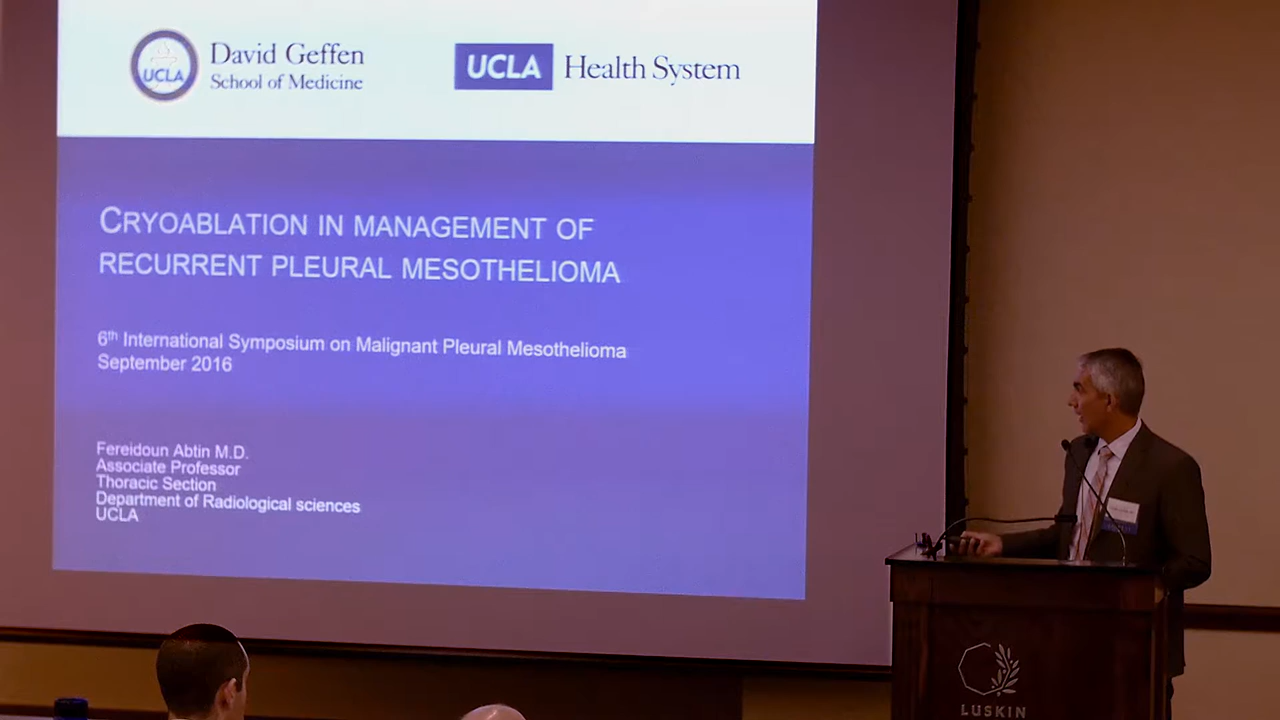 David Geffen
School of Medicine
UCLA
UCLA Health System
CRYOABLATION IN MANAGEMENT OF
RECURRENT PLEURAL MESOTHELIOMA
6th International Symposium on Malignant Pleural Mesothelioma
September 2016
Fereidoun Abtin M.D.
Associate Professor
Thoracic Section
Department of Radiological sciences
UCLA
LUSKIN